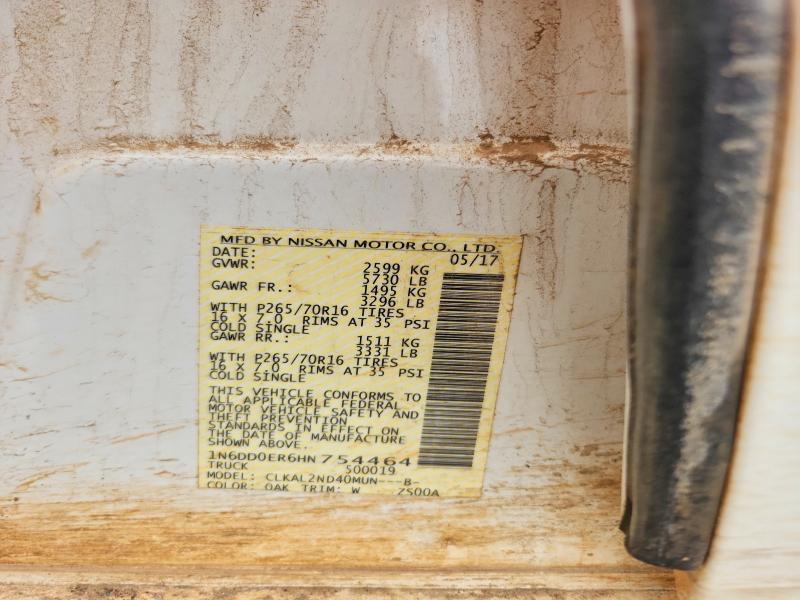 MFD BY NISSAN MOTOR CO., LTD.
DATE: 05/17
GVWR: 2599 KG
5730 LB
GAWR FR.: 1495 KG
3296 LB
WITH P265/70R16 TIRES
16 X 7.0 RIMS AT 35 PSI
COLD SINGLE
GAWR RR.: 1511 KG
3331 LB
WITH P265/70R16 TIRES
16 X 7.0 RIMS AT 35 PSI
COLD SINGLE
THIS VEHICLE CONFORMS TO
ALL APPLICABLE FEDERAL
MOTOR VEHICLE SAFETY AND
THEFT PREVENTION
STANDARDS IN EFFECT ON
THE DATE OF MANUFACTURE
SHOWN ABOVE.
1N6DD0ER6HN754464
TRUCK 500019
MODEL: CLKAL2ND40MUN---B-
COLOR: QAK TRIM: W ZS00A